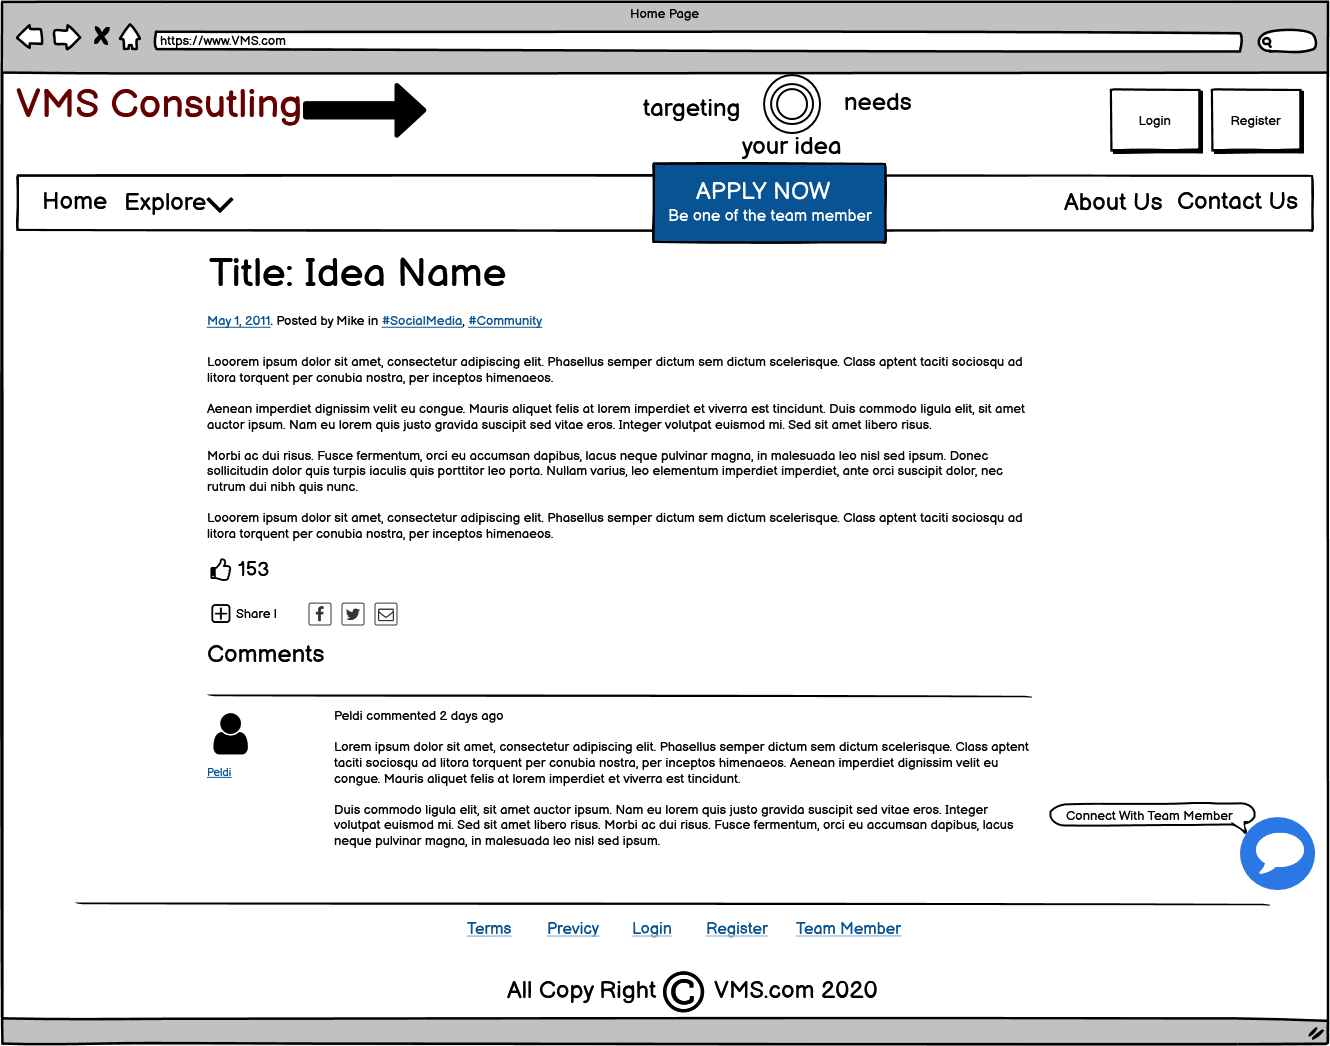 Home Page
https://www.VMS.com
VMS Consutling
targeting
needs
your idea
Login
Register
Home
Explore
APPLY NOW
Be one of the team member
About Us
Contact Us
Title: Idea Name
May 1, 2011. Posted by Mike in #SocialMedia, #Community
Looorem ipsum dolor sit amet, consectetur adipiscing elit. Phasellus semper dictum sem dictum scelerisque. Class aptent taciti sociosqu ad
litora torquent per conubia nostra, per inceptos himenaeos.
Aenean imperdiet dignissim velit eu congue. Mauris aliquet felis at lorem imperdiet et viverra est tincidunt. Duis commodo ligula elit, sit amet
auctor ipsum. Nam eu lorem quis justo gravida suscipit sed vitae eros. Integer volutpat euismod mi. Sed sit amet libero risus.
Morbi ac dui risus. Fusce fermentum, orci eu accumsan dapibus, lacus neque pulvinar magna, in malesuada leo nisl sed ipsum. Donec
sollicitudin dolor quis turpis iaculis quis porttitor leo porta. Nullam varius, leo elementum imperdiet imperdiet, ante orci suscipit dolor, nec
rutrum dui nibh quis nunc.
Looorem ipsum dolor sit amet, consectetur adipiscing elit. Phasellus semper dictum sem dictum scelerisque. Class aptent taciti sociosqu ad
litora torquent per conubia nostra, per inceptos himenaeos.
153
Share |
Comments
Peldi commented 2 days ago
Peldi
Lorem ipsum dolor sit amet, consectetur adipiscing elit. Phasellus semper dictum sem dictum scelerisque. Class aptent
taciti sociosqu ad litora torquent per conubia nostra, per inceptos himenaeos. Aenean imperdiet dignissim velit eu
congue. Mauris aliquet felis at lorem imperdiet et viverra est tincidunt.
Duis commodo ligula elit, sit amet auctor ipsum. Nam eu lorem quis justo gravida suscipit sed vitae eros. Integer
volutpat euismod mi. Sed sit amet libero risus. Morbi ac dui risus. Fusce fermentum, orci eu accumsan dapibus, lacus
neque pulvinar magna, in malesuada leo nisl sed ipsum.
Connect With Team Member
Terms
Previcy
Login
Register
Team Member
All Copy Right © VMS.com 2020